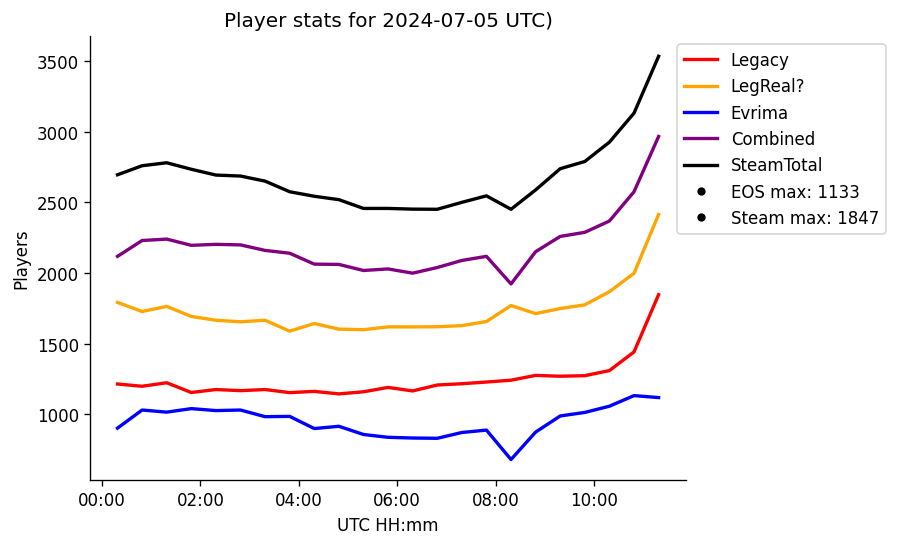 Player stats for 2024-07-05 UTC)
3500
3000
2500
2000
1500
1000
Players
00:00 02:00 04:00 06:00 08:00 10:00
UTC HH:mm
Legacy
LegReal?
Evrima
Combined
SteamTotal
EOS max: 1133
Steam max: 1847